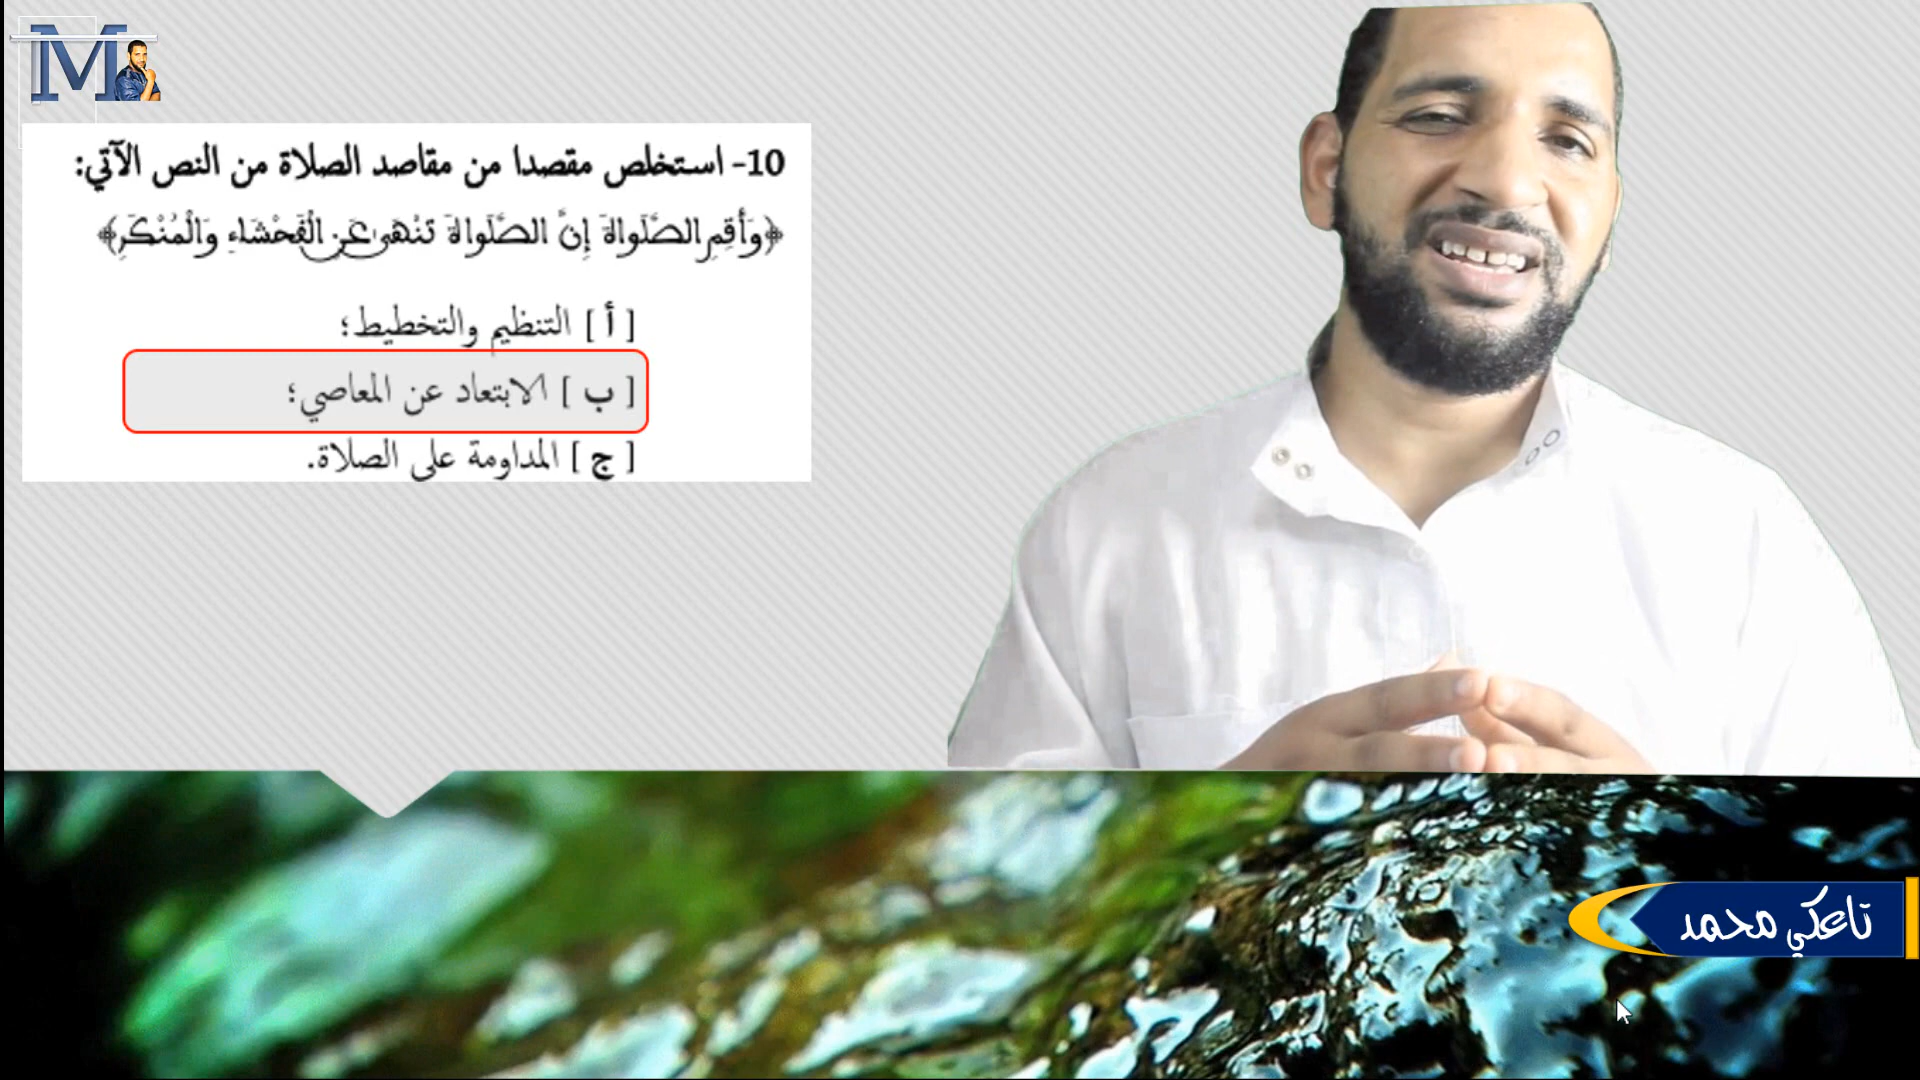 M
10- استخلص مقصدا من مقاصد الصلاة من النص الآتي:
﴿وَأَقِمِ الصَّلَوٰةَ إِنَّ الصَّلَوٰةَ تَنْهَىٰ عَنِ الْفَحْشَاءِ وَالْمُنْكَرِ﴾
[ أ ] التنظيم والتخطيط؛
[ ب ] الابتعاد عن المعاصي؛
[ ج ] المداومة على الصلاة.
تاعكي محمد